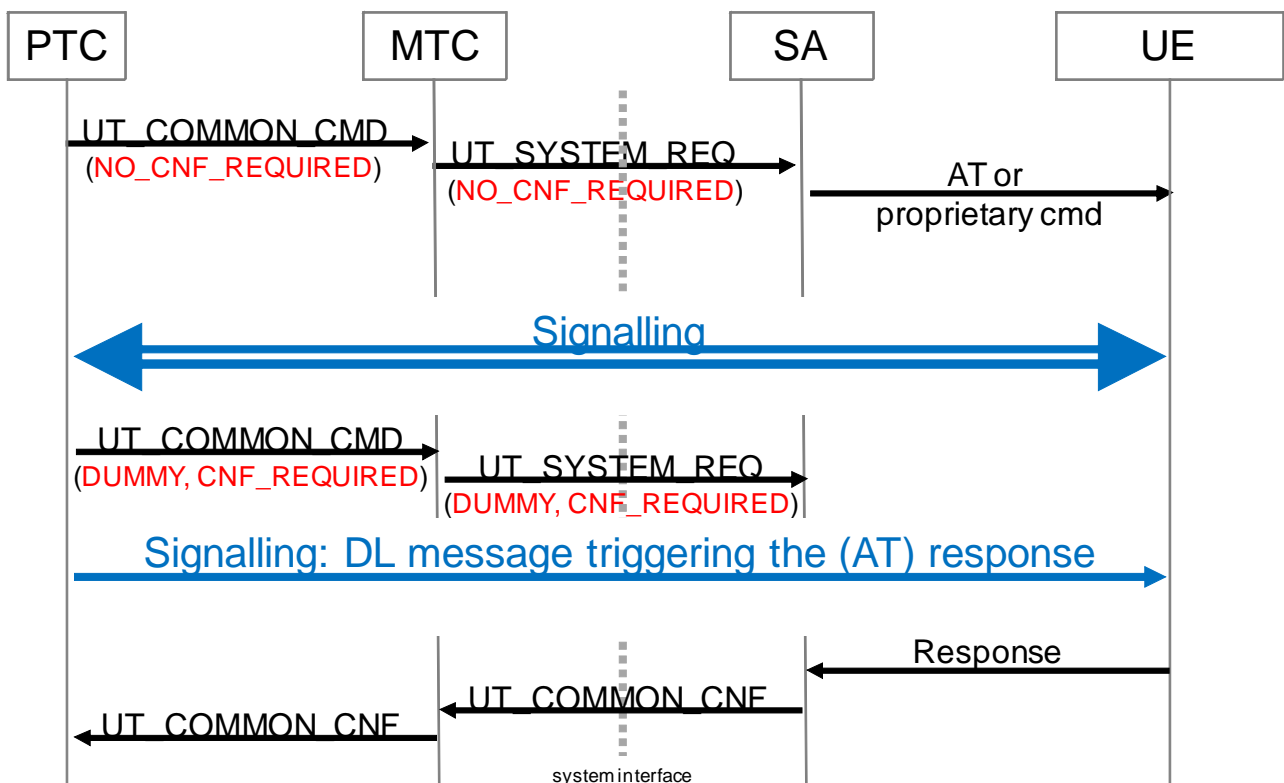 PTC
MTC
SA
UE
UT_COMMON_CMD
(NO_CNF_REQUIRED)
UT_SYSTEM_REQ
(NO_CNF_REQUIRED)
AT or
proprietary cmd
Signalling
UT_COMMON_CMD
(DUMMY, CNF_REQUIRED)
UT_SYSTEM_REQ
(DUMMY, CNF_REQUIRED)
Signalling: DL message triggering the (AT) response
Response
UT_COMMON_CNF
UT_COMMON_CNF
system interface